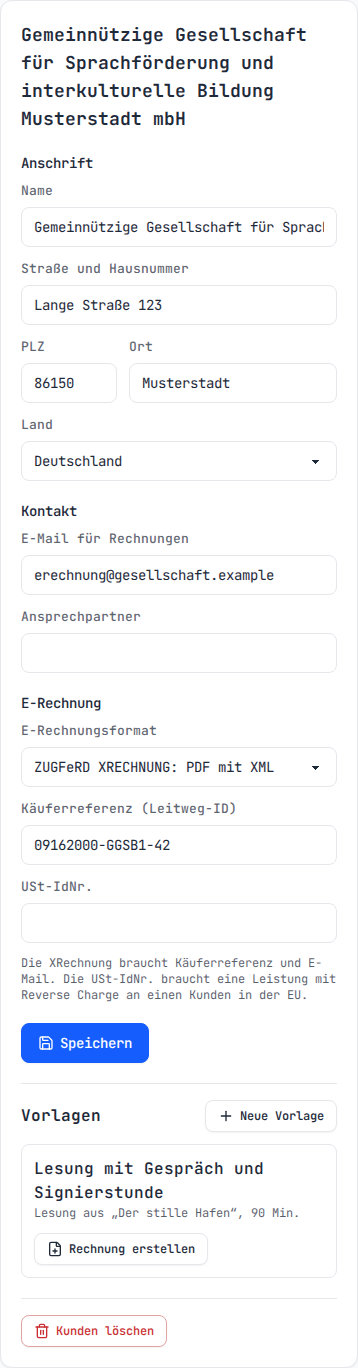 Gemeinnützige Gesellschaft
für Sprachförderung und
interkulturelle Bildung
Musterstadt mbH
Anschrift
Name
Gemeinnützige Gesellschaft für Sprach
Straße und Hausnummer
Lange Straße 123
PLZ
Ort
86150
Musterstadt
Land
Deutschland
Kontakt
E-Mail für Rechnungen
erechnung@gesellschaft.example
Ansprechpartner
E-Rechnung
E-Rechnungsformat
ZUGFeRD XRECHNUNG: PDF mit XML
Käuferreferenz (Leitweg-ID)
09162000-GGSB1-42
USt-IdNr.
Die XRechnung braucht Käuferreferenz und E-
Mail. Die USt-IdNr. braucht eine Leistung mit
Reverse Charge an einen Kunden in der EU.
Speichern
Vorlagen
Neue Vorlage
Lesung mit Gespräch und
Signierstunde
Lesung aus „Der stille Hafen“, 90 Min.
Rechnung erstellen
Kunden löschen